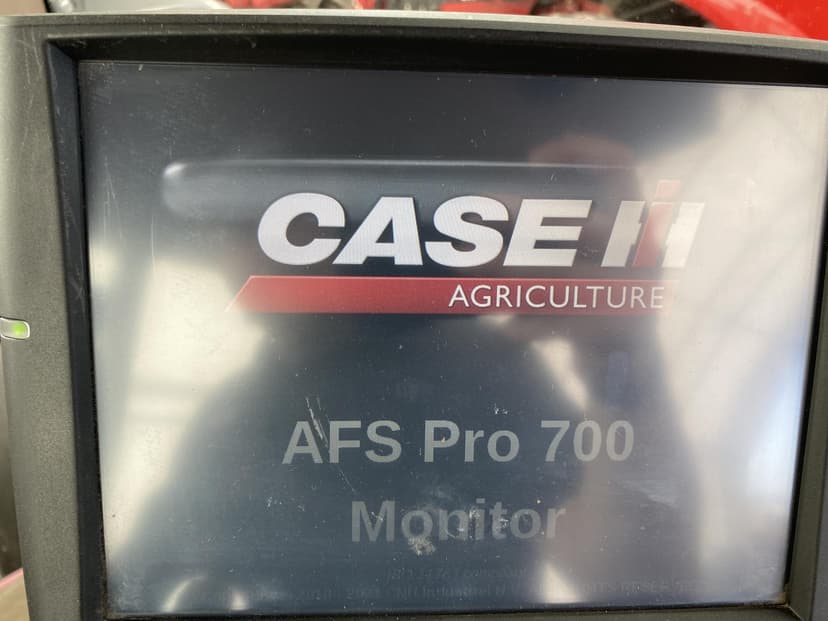 CASE IH
AGRICULTURE
AFS Pro 700
Monitor